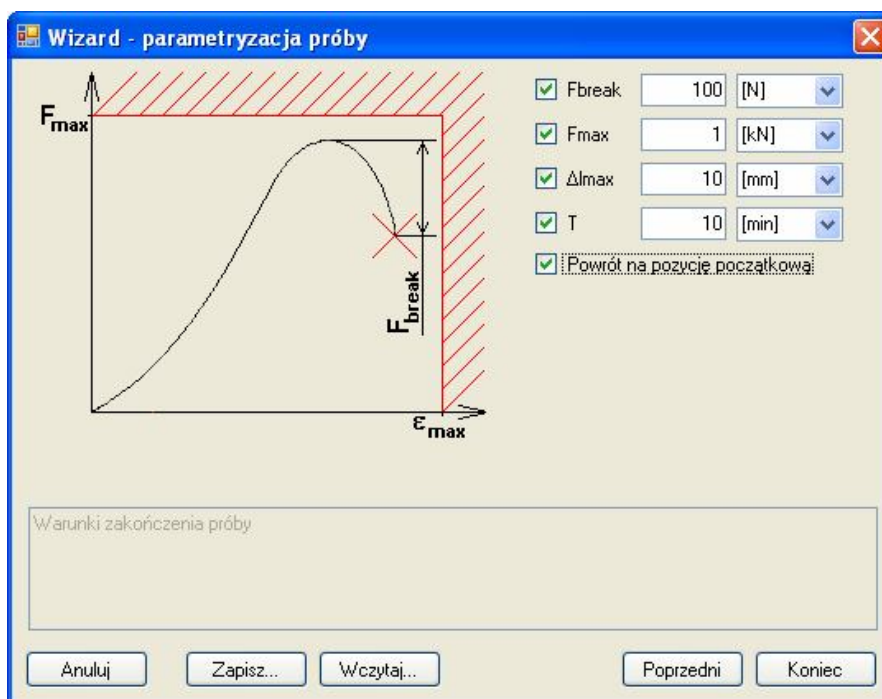 Wizard - parametryzacja próby
Fmax
Fbreak
εmax
Fbreak 100 [N]
Fmax 1 [kN]
Δlmax 10 [mm]
T 10 [min]
Powrót na pozycję początkową
Warunki zakończenia próby
Anuluj Zapisz... Wczytaj... Poprzedni Koniec